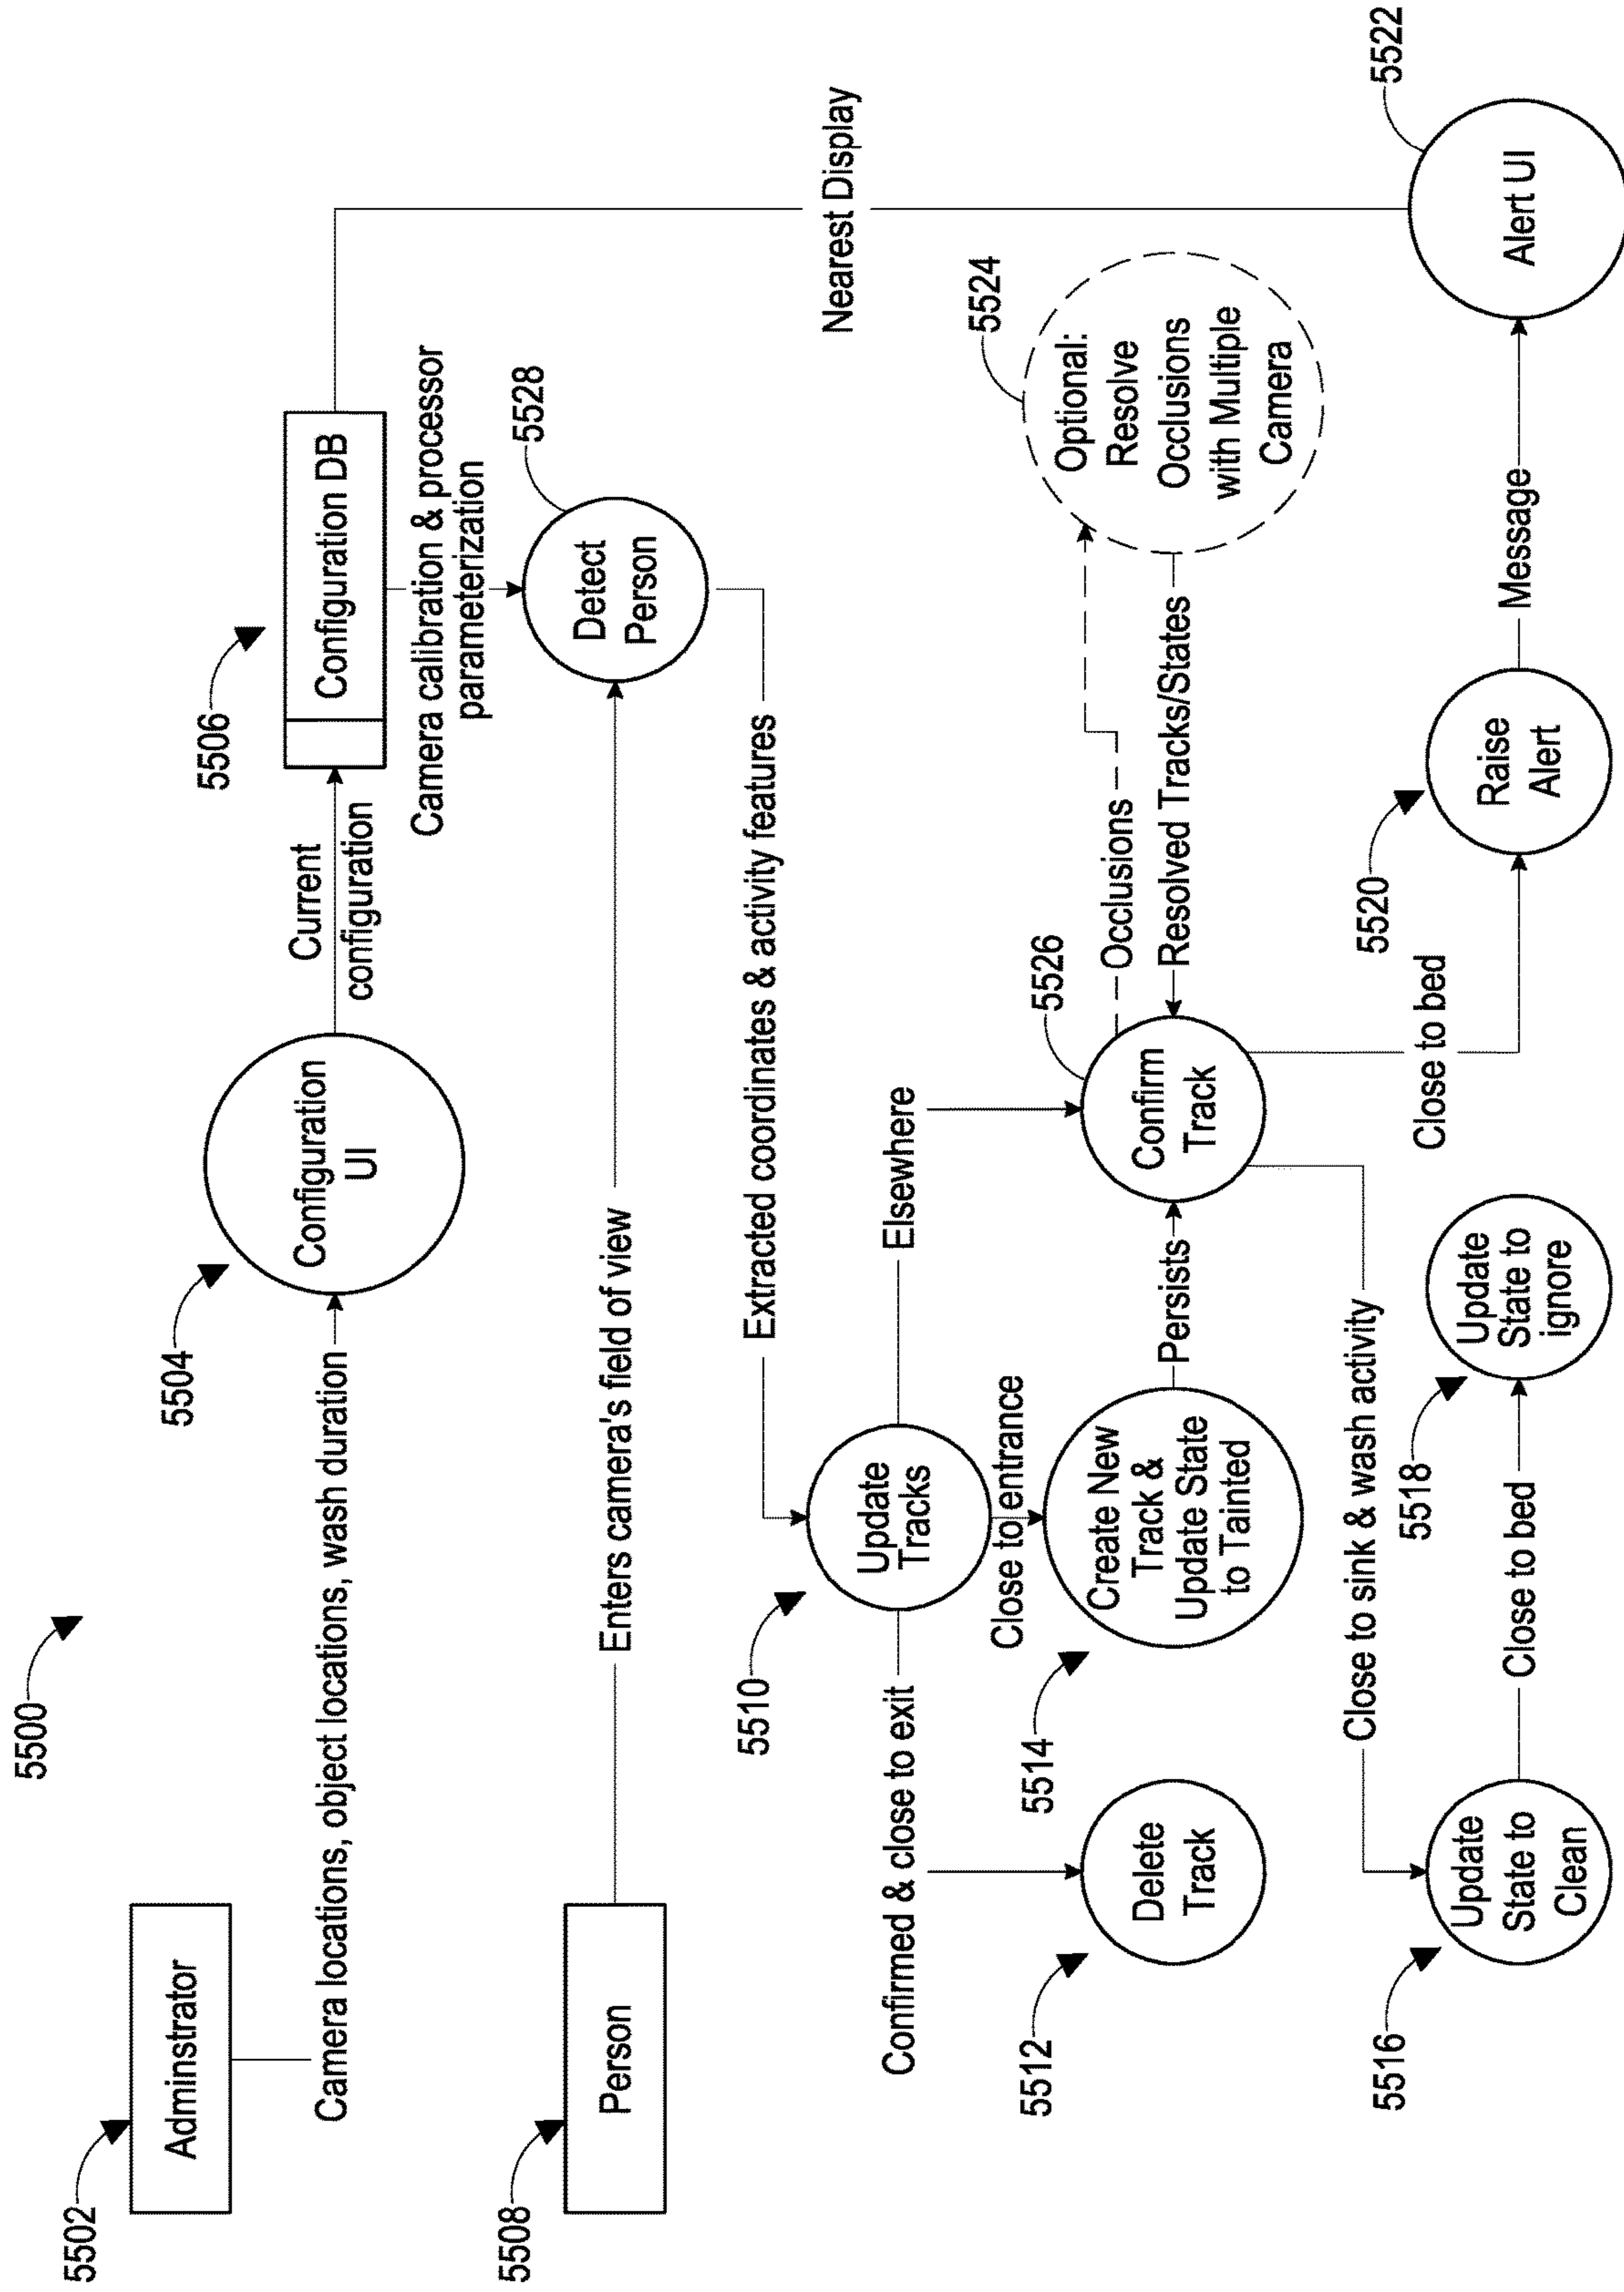 5500
5502
Adminstrator
Camera locations, object locations, wash duration
5504
Configuration
UI
Current
configuration
5506
Configuration DB
Camera calibration & processor
parameterization
5508
Person
Enters camera's field of view
Detect
Person
5528
Nearest Display
Extracted coordinates & activity features
5510
Update
Tracks
Confirmed & close to exit
Close to entrance
Elsewhere
5512
Delete
Track
5514
Create New
Track &
Update State
to Tainted
Persists
5526
Confirm
Track
Occlusions
Resolved Tracks/States
5524
Optional:
Resolve
Occlusions
with Multiple
Camera
Close to sink & wash activity
Close to bed
5516
Update
State to
Clean
Close to bed
5518
Update
State to
ignore
5520
Raise
Alert
Message
5522
Alert UI